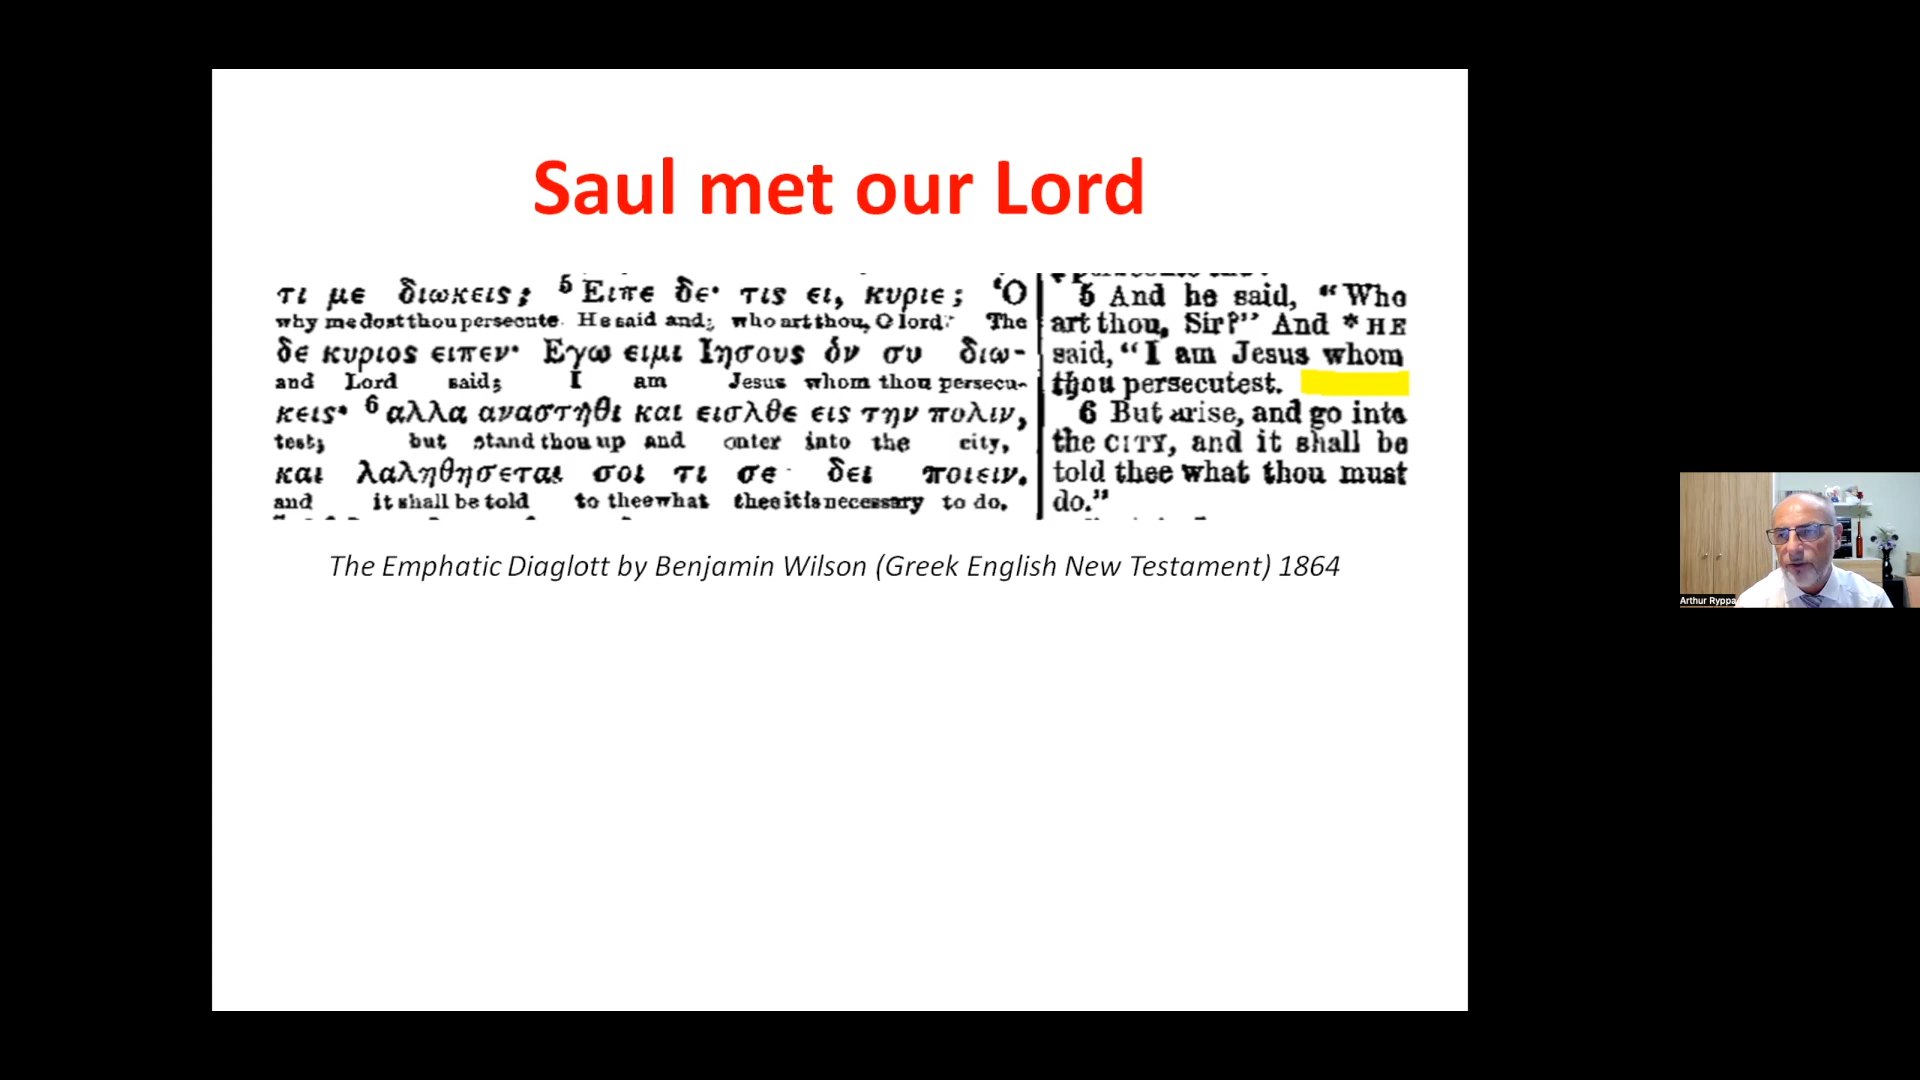 Saul met our Lord
τι με διωκεις; 5 Ειπε δε· τις ει, κυριε; Ὁ
why me dost thou persecute. He said and; who art thou, O lord? The
δε κυριος ειπεν· Εγω ειμι Ιησους ὁν συ διω-
and Lord said; I am Jesus whom thou persecu-
κεις· 6 αλλα αναστηθι και εισλθε εις την πολιν,
test; but stand thou up and enter into the city,
και λαληθησεται σοι τι σε δει ποιειν.
and it shall be told to thee what thee it is necessary to do.
5 And he said, "Who
art thou, Sir?" And *HE
said, "I am Jesus whom
thou persecutest.
6 But arise, and go into
the CITY, and it shall be
told thee what thou must
do."
The Emphatic Diaglott by Benjamin Wilson (Greek English New Testament) 1864
Arthur Ryppa